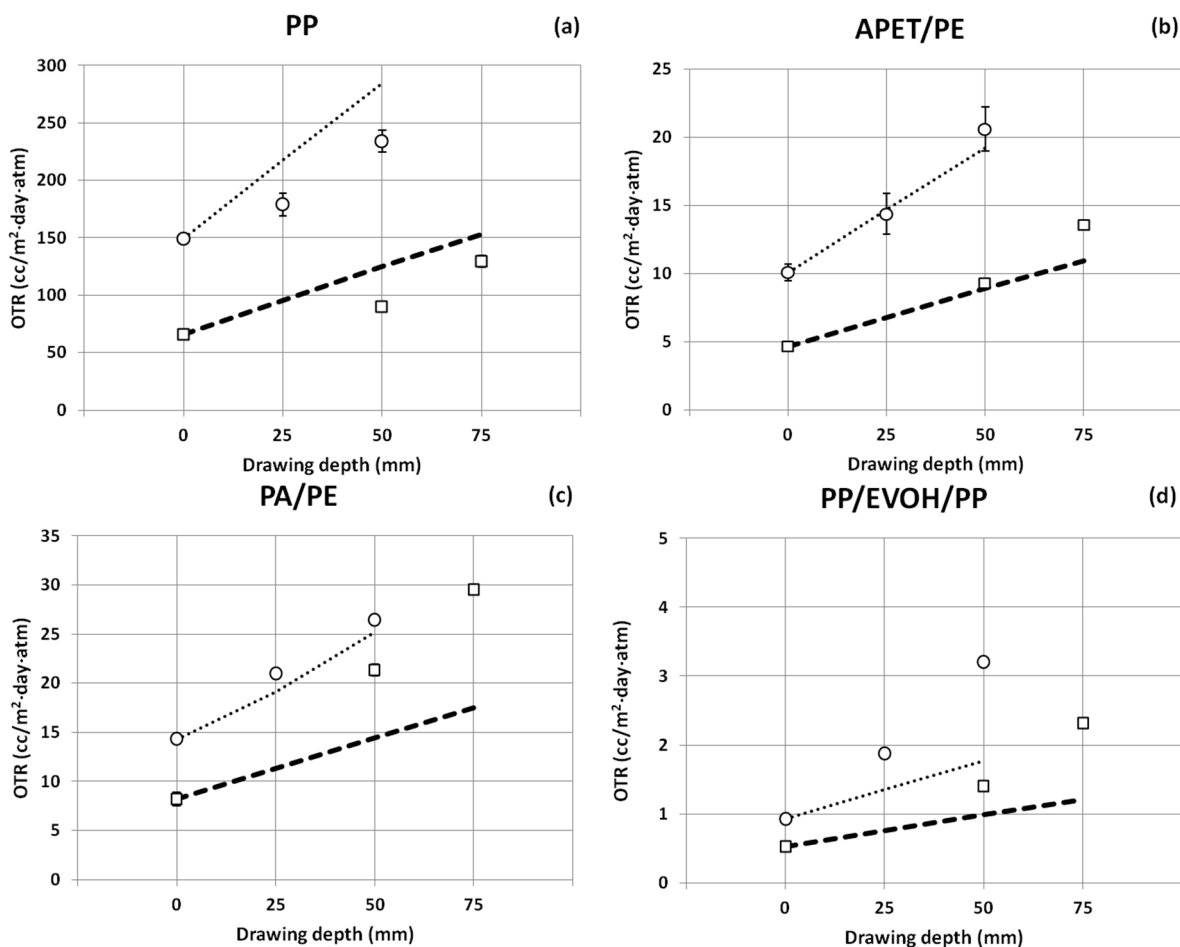 PP (a)
300
250
200
150
100
50
0
OTR (cc/m²·day·atm)
0 25 50 75
Drawing depth (mm)
APET/PE (b)
25
20
15
10
5
0
OTR (cc/m²·day·atm)
0 25 50 75
Drawing depth (mm)
PA/PE (c)
35
30
25
20
15
10
5
0
OTR (cc/m²·day·atm)
0 25 50 75
Drawing depth (mm)
PP/EVOH/PP (d)
5
4
3
2
1
0
OTR (cc/m²·day·atm)
0 25 50 75
Drawing depth (mm)